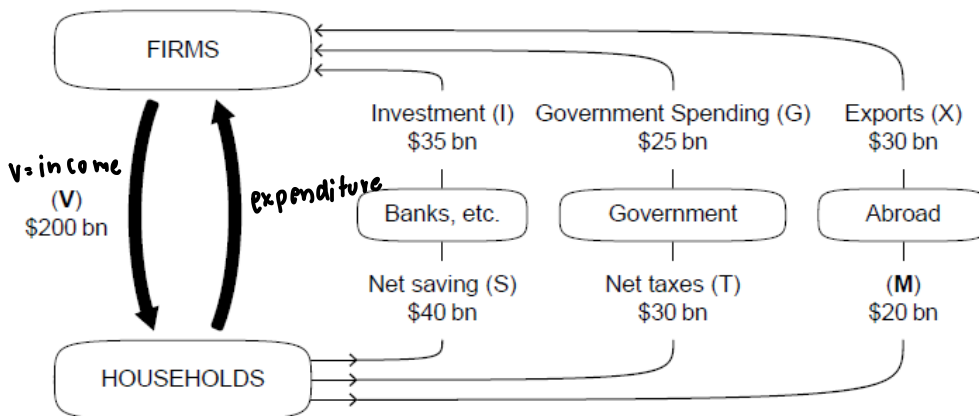 FIRMS
Investment (I)
$35 bn
Government Spending (G)
$25 bn
Exports (X)
$30 bn
v=income
(V)
$200 bn
expenditure
Banks, etc.
Government
Abroad
Net saving (S)
$40 bn
Net taxes (T)
$30 bn
(M)
$20 bn
HOUSEHOLDS